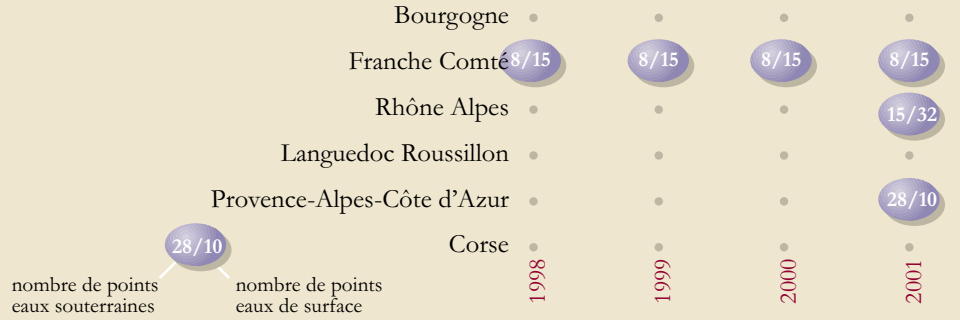 Bourgogne
Franche Comté 8/15 8/15 8/15 8/15
Rhône Alpes 15/32
Languedoc Roussillon
Provence-Alpes-Côte d'Azur 28/10
Corse
28/10
nombre de points
eaux souterraines
nombre de points
eaux de surface
1998 1999 2000 2001